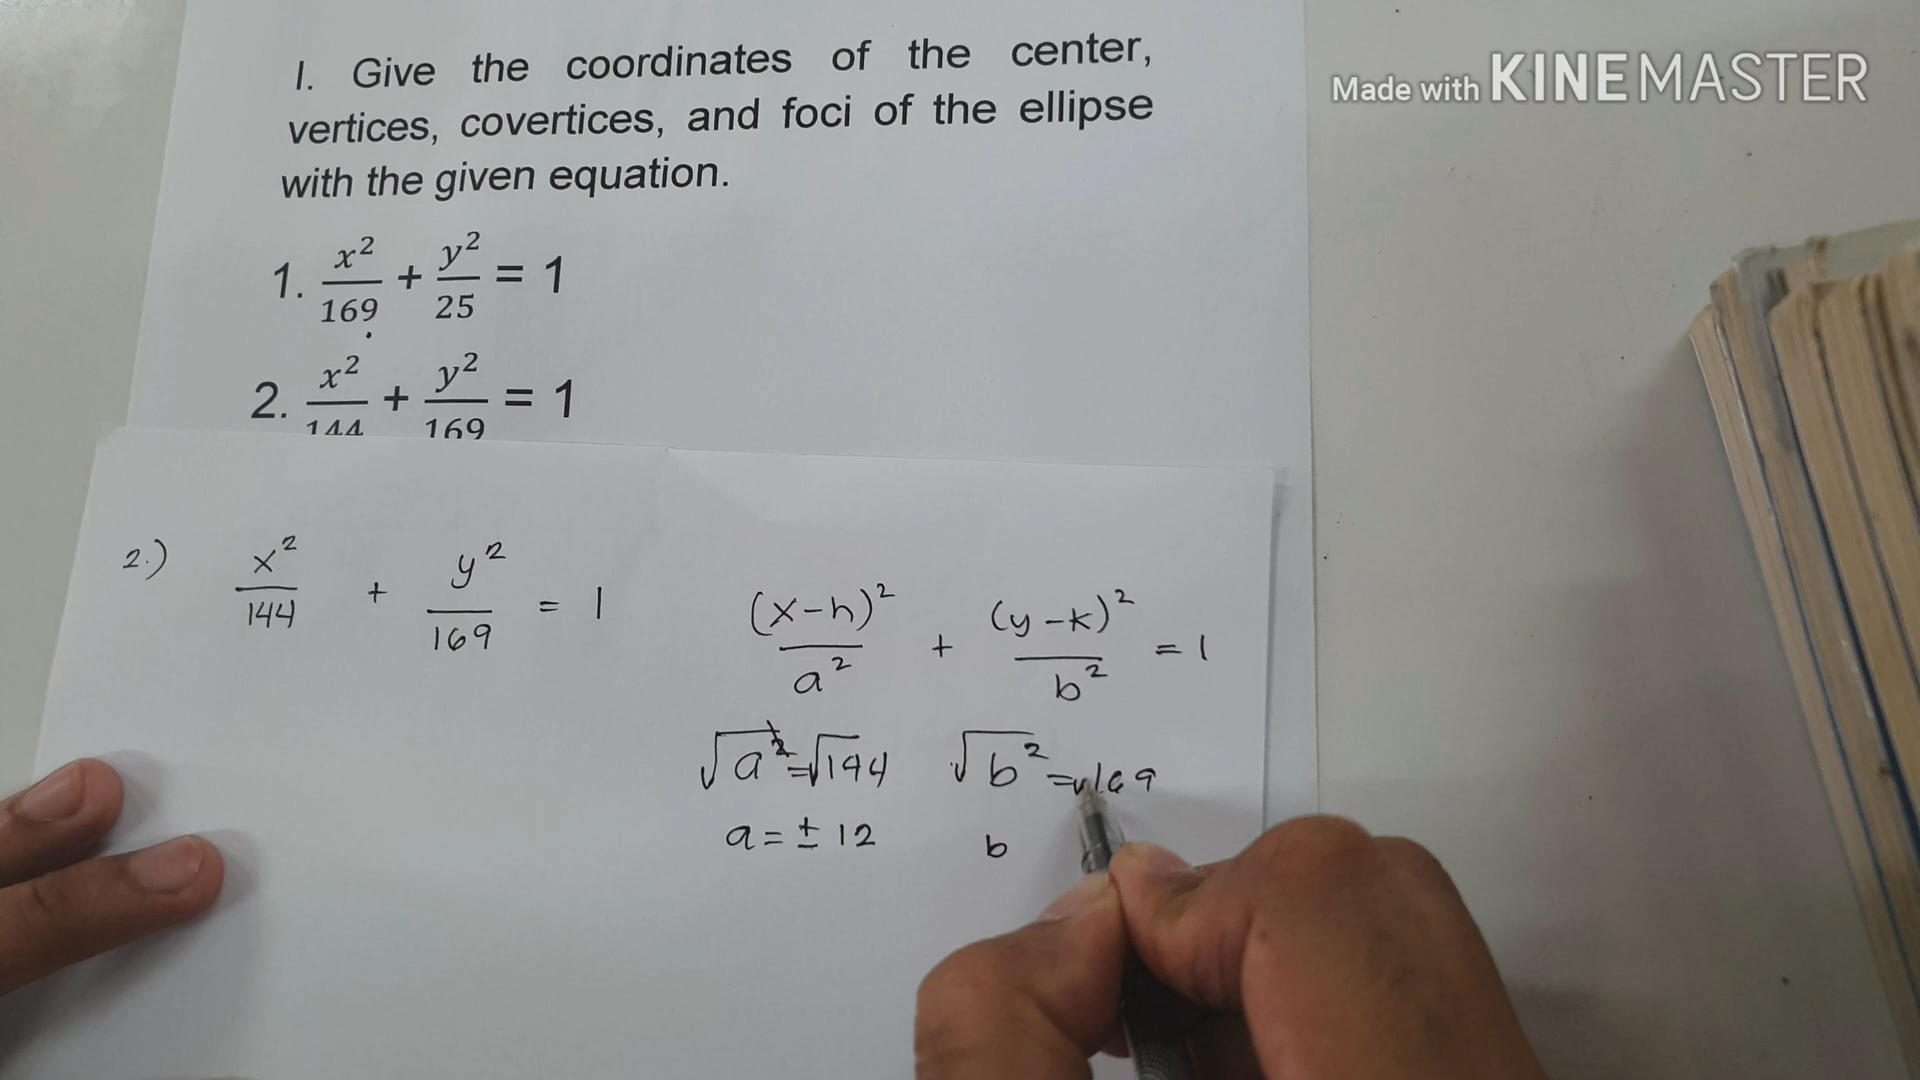 I. Give the coordinates of the center,
vertices, covertices, and foci of the ellipse
with the given equation.
1. x²/169 + y²/25 = 1
2. x²/144 + y²/169 = 1
Made with KINEMASTER
2.) x²/144 + y²/169 = 1
(x-h)²/a² + (y-k)²/b² = 1
√a² = √144 √b² = √169
a = ± 12 b